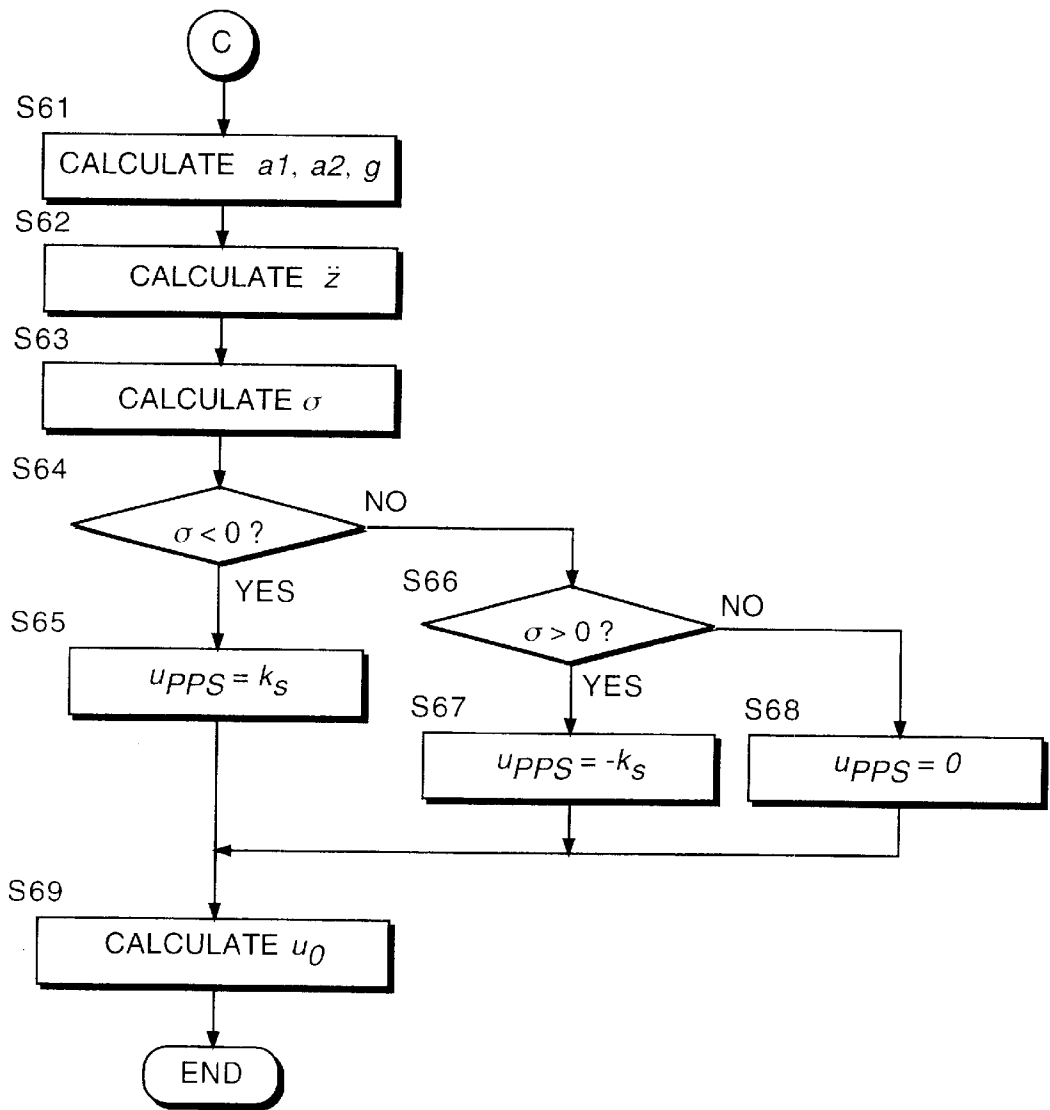 C
S61
CALCULATE a1, a2, g
S62
CALCULATE z̈
S63
CALCULATE σ
S64
σ < 0 ?
NO
YES
S65
u_PPS = k_s
S66
σ > 0 ?
NO
YES
S67
u_PPS = -k_s
S68
u_PPS = 0
S69
CALCULATE u_0
END